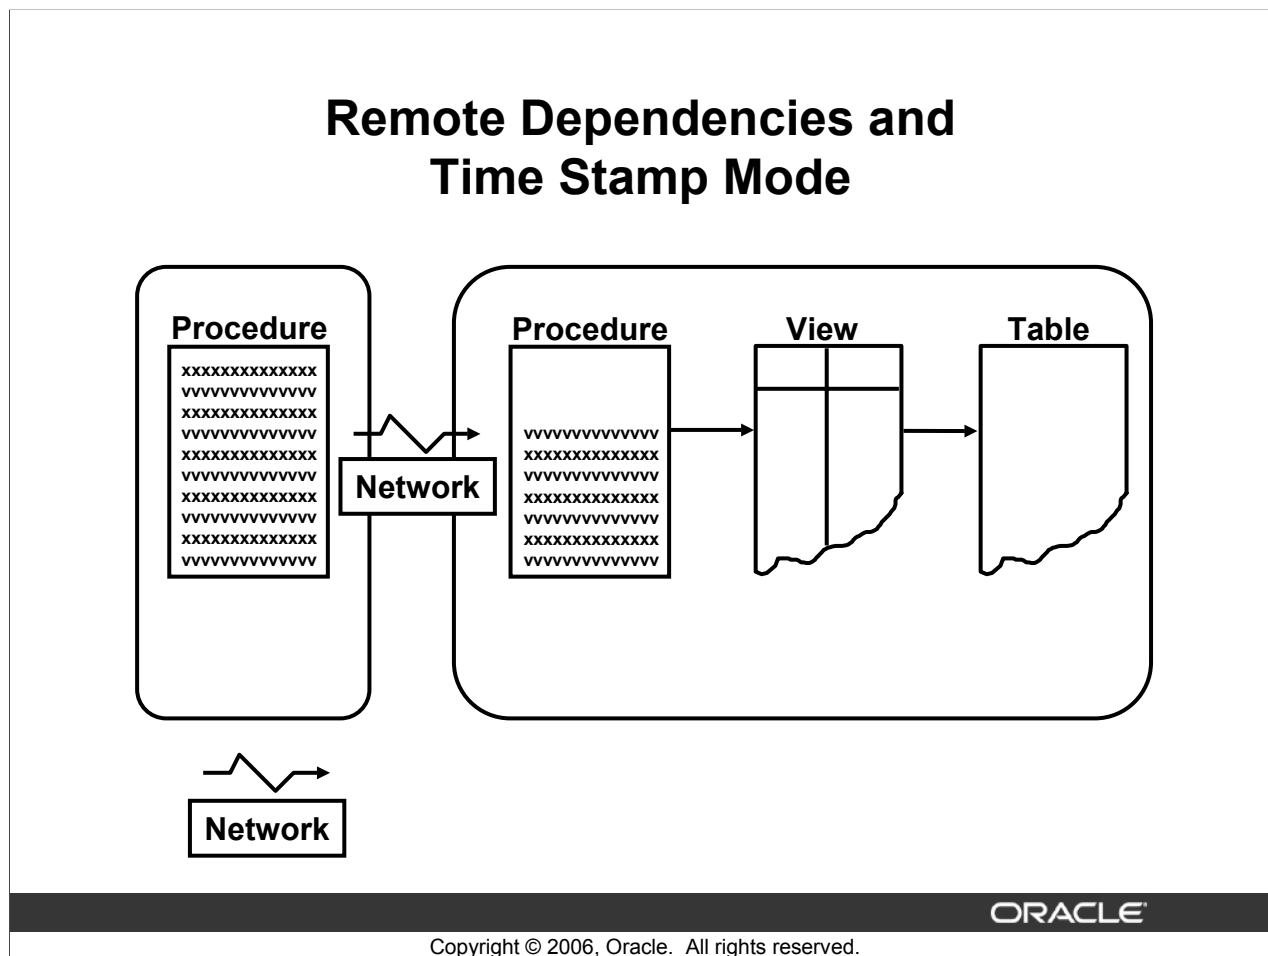 Remote Dependencies and
Time Stamp Mode
Procedure
xxxxxxxxxxxxxx
vvvvvvvvvvvvvv
xxxxxxxxxxxxxx
vvvvvvvvvvvvvv
xxxxxxxxxxxxxx
vvvvvvvvvvvvvv
xxxxxxxxxxxxxx
vvvvvvvvvvvvvv
xxxxxxxxxxxxxx
vvvvvvvvvvvvvv
Network
Procedure
vvvvvvvvvvvvvv
xxxxxxxxxxxxxx
vvvvvvvvvvvvvv
xxxxxxxxxxxxxx
vvvvvvvvvvvvvv
xxxxxxxxxxxxxx
vvvvvvvvvvvvvv
View
Table
Network
ORACLE
Copyright © 2006, Oracle. All rights reserved.